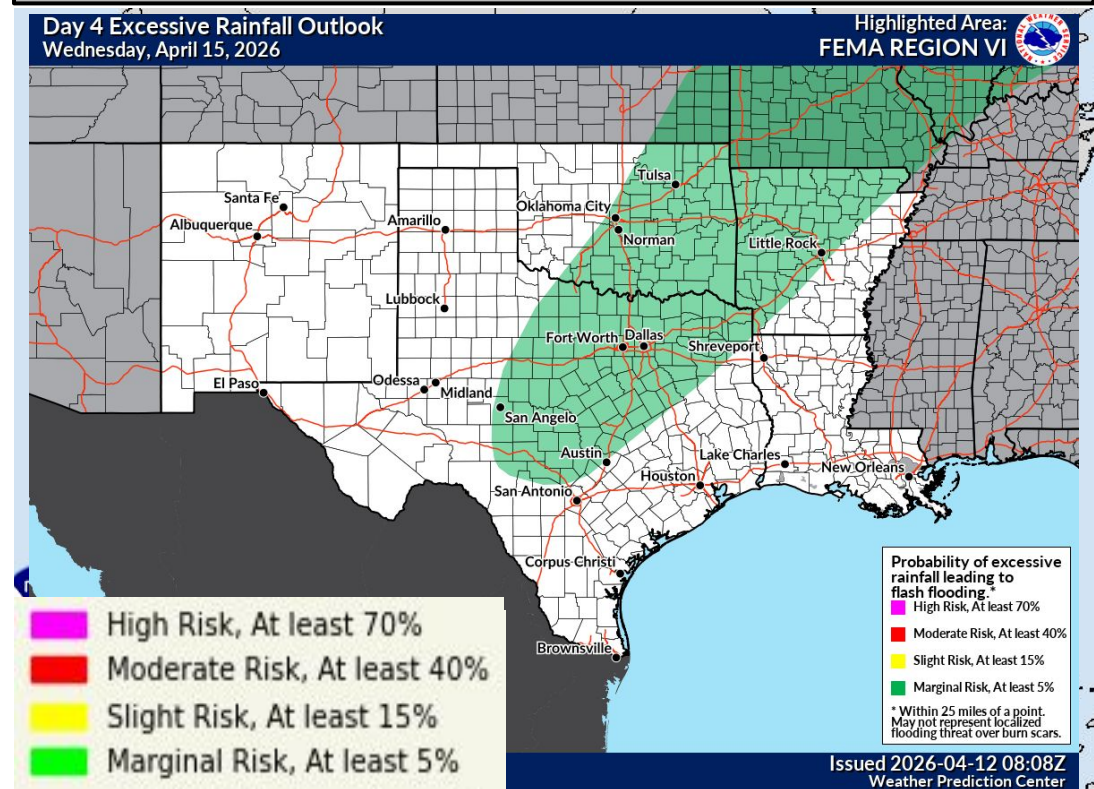 Day 4 Excessive Rainfall Outlook
Wednesday, April 15, 2026
Highlighted Area:
FEMA REGION VI
Tulsa
Santa Fe
Oklahoma City
Albuquerque
Amarillo
Norman
Little Rock
Lubbock
Fort Worth
Dallas
Shreveport
El Paso
Odessa
Midland
San Angelo
Austin
Lake Charles
New Orleans
Houston
San Antonio
Corpus Christi
Brownsville
Probability of excessive
rainfall leading to
flash flooding.*
High Risk, At least 70%
Moderate Risk, At least 40%
Slight Risk, At least 15%
Marginal Risk, At least 5%
* Within 25 miles of a point.
May not represent localized
flooding threat over burn scars.
High Risk, At least 70%
Moderate Risk, At least 40%
Slight Risk, At least 15%
Marginal Risk, At least 5%
Issued 2026-04-12 08:08Z
Weather Prediction Center